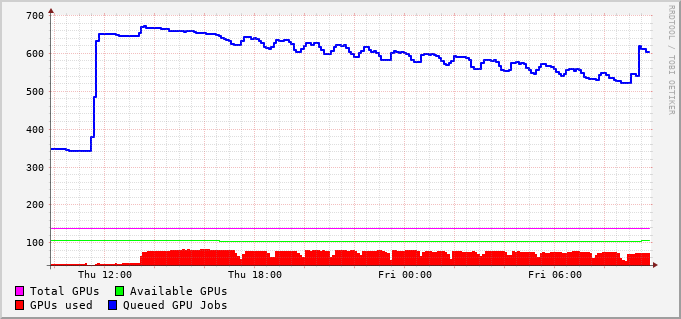 700
600
500
400
300
200
100
Thu 12:00 Thu 18:00 Fri 00:00 Fri 06:00
Total GPUs Available GPUs
GPUs used Queued GPU Jobs
RRDTOOL / TOBI OETIKER